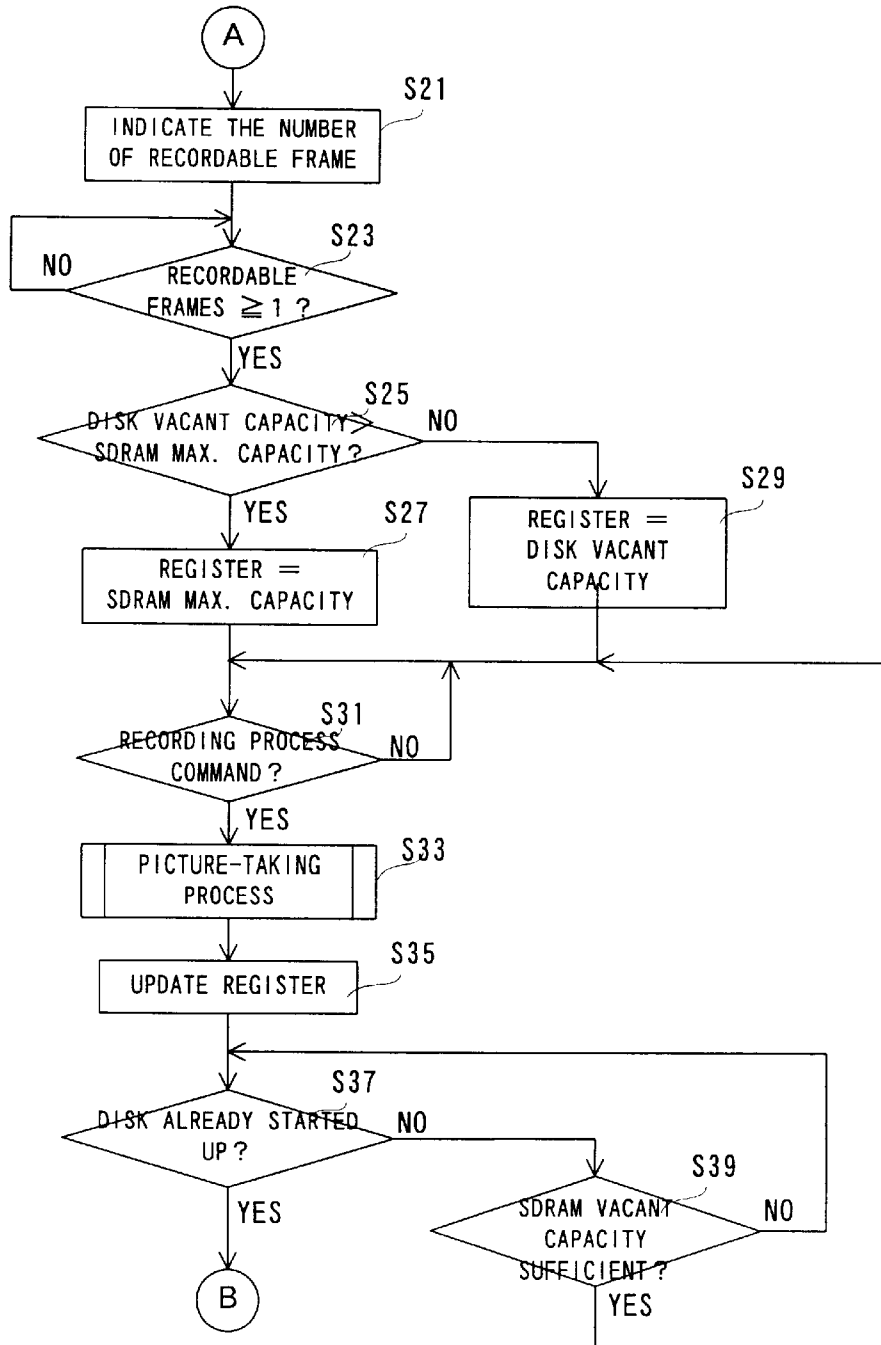 A
S21
INDICATE THE NUMBER
OF RECORDABLE FRAME
S23
NO
RECORDABLE
FRAMES ≧ 1?
YES
S25
DISK VACANT CAPACITY>
SDRAM MAX. CAPACITY?
NO
YES
S27
REGISTER =
SDRAM MAX. CAPACITY
S29
REGISTER =
DISK VACANT
CAPACITY
S31
RECORDING PROCESS
COMMAND?
NO
YES
S33
PICTURE-TAKING
PROCESS
S35
UPDATE REGISTER
S37
DISK ALREADY STARTED
UP?
NO
YES
S39
SDRAM VACANT
CAPACITY
SUFFICIENT?
NO
YES
B